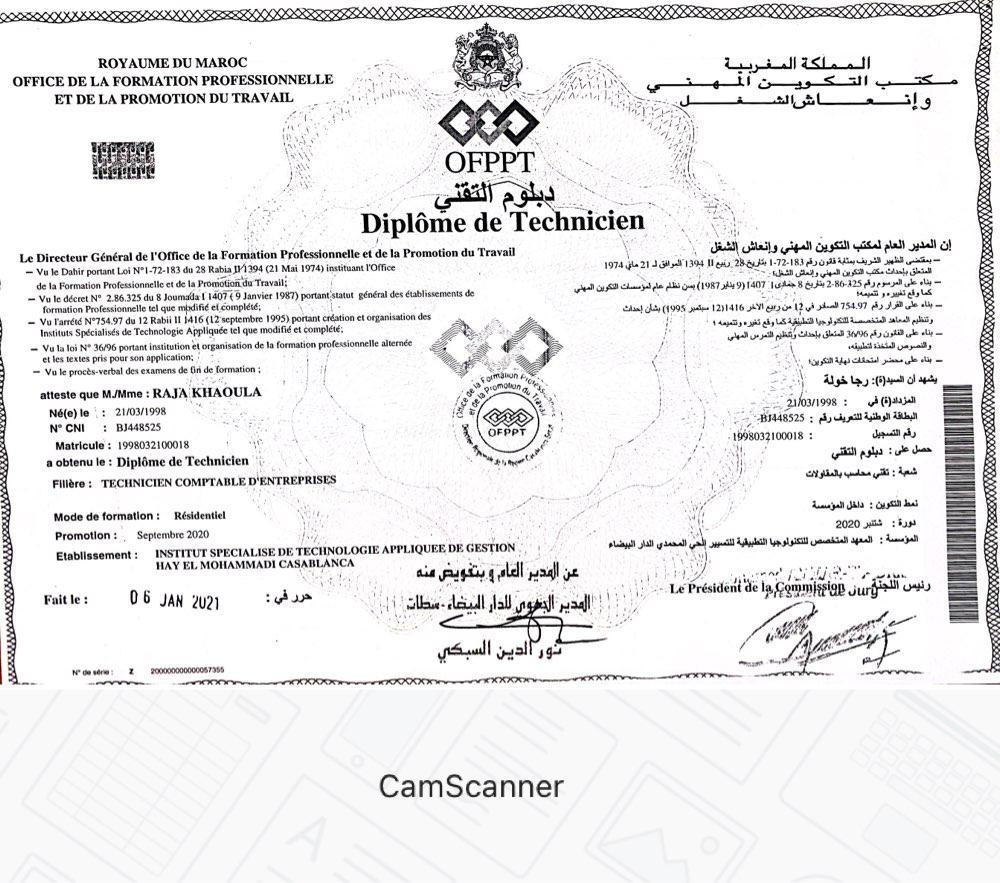 ROYAUME DU MAROC
OFFICE DE LA FORMATION PROFESSIONNELLE
ET DE LA PROMOTION DU TRAVAIL
المملكة المغربية
مكتب التكوين المهني
وإنعاش الشغل
OFPPT
دبلوم التقني
Diplôme de Technicien
Le Directeur Général de l'Office de la Formation Professionnelle et de la Promotion du Travail
– Vu le Dahir portant Loi N°1-72-183 du 28 Rabia II 1394 (21 Mai 1974) instituant l'Office
de la Formation Professionnelle et de la Promotion du Travail;
– Vu le décret N° 2.86.325 du 8 Joumada I 1407 ( 9 Janvier 1987) portant statut général des établissements de
formation Professionnelle tel que modifié et complété;
– Vu l'arrêté N°754.97 du 12 Rabii II 1416 (12 septembre 1995) portant création et organisation des
Instituts Spécialisés de Technologie Appliquée tel que modifié et complété;
– Vu la loi N° 36/96 portant institution et organisation de la formation professionnelle alternée
et les textes pris pour son application;
– Vu le procès-verbal des examens de fin de formation ;
إن المدير العام لمكتب التكوين المهني وإنعاش الشغل
– بمقتضى الظهير الشريف بمثابة قانون رقم 183-72-1 بتاريخ 28 ربيع II 1394 الموافق لـ 21 ماي 1974
المتعلق بإحداث مكتب التكوين المهني وإنعاش الشغل؛
– بناء على المرسوم رقم 325-86-2 بتاريخ 8 جمادى I 1407 (9 يناير 1987) بسن نظام عام لمؤسسات التكوين المهني
كما وقع تغييره و تتميمه؛
– بناء على القرار رقم 754.97 الصادر في 12 من ربيع الاخر 1416 (12 سبتمبر 1995) بشأن إحداث
وتنظيم المعاهد المتخصصة للتكنولوجيا التطبيقية كما وقع تغييره وتتميمه ؛
– بناء على القانون رقم 36/96 المتعلق بإحداث وتنظيم التمرس المهني
والنصوص المتخذة لتطبيقه،
– بناء على محضر امتحانات نهاية التكوين؛
atteste que M./Mme : RAJA KHAOULA
Né(e) le : 21/03/1998
N° CNI : BJ448525
Matricule : 1998032100018
a obtenu le : Diplôme de Technicien
Filière : TECHNICIEN COMPTABLE D'ENTREPRISES
Mode de formation : Résidentiel
Promotion : Septembre 2020
Etablissement : INSTITUT SPECIALISE DE TECHNOLOGIE APPLIQUEE DE GESTION
HAY EL MOHAMMADI CASABLANCA
يشهد أن السيد(ة): رجا خولة
المزداد(ة) في : 21/03/1998
البطاقة الوطنية للتعريف رقم : BJ448525
رقم التسجيل : 1998032100018
حصل على : دبلوم التقني
شعبة : تقني محاسب بالمقاولات
نمط التكوين : داخل المؤسسة
دورة : شتنبر 2020
المؤسسة : المعهد المتخصص للتكنولوجيا التطبيقية للتسيير الحي المحمدي الدار البيضاء
Office de la Formation Professionnelle
et de la Promotion du Travail
OFPPT
Fait le : 06 JAN 2021 حرر في :
عن المدير العام وبتفويض منه
المدير الجهوي للدار البيضاء-سطات
نور الدين السبكي
Le Président de la Commission رئيس اللجنة
N° de série : Z 200000000000057355
CamScanner